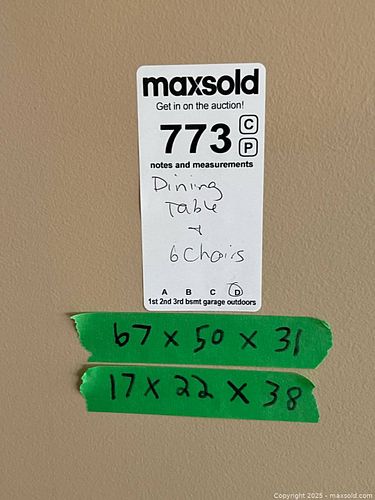 maxsold
Get in on the auction!
773 C
P
notes and measurements
Dining
Table
+
6 Chairs
A B C D
1st 2nd 3rd bsmt garage outdoors
67 x 50 x 31
17 x 22 x 38
Copyright 2025 - maxsold.com